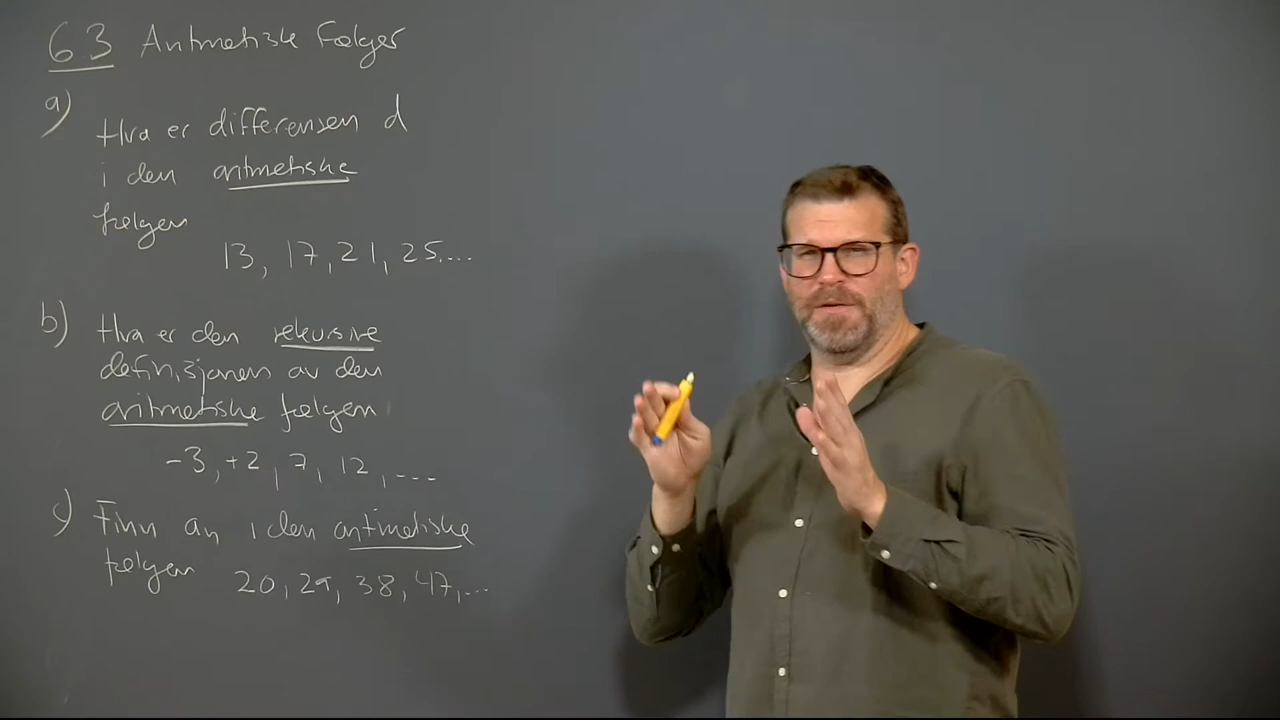 63 Aritmetiske Følger
a)
Hva er differensen d
i den aritmetiske
følgen
13, 17, 21, 25....
b) Hva er den rekursive
definisjonen av den
aritmetiske følgen
-3, +2, 7, 12, ...
c) Finn an i den aritmetiske
følgen 20, 29, 38, 47, ...